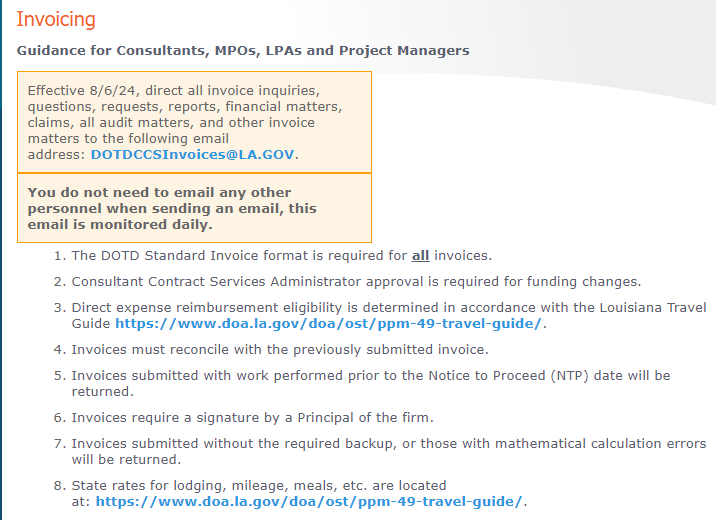 Invoicing
Guidance for Consultants, MPOs, LPAs and Project Managers
Effective 8/6/24, direct all invoice inquiries,
questions, requests, reports, financial matters,
claims, all audit matters, and other invoice
matters to the following email
address: DOTDCCSInvoices@LA.GOV.
You do not need to email any other
personnel when sending an email, this
email is monitored daily.
1. The DOTD Standard Invoice format is required for all invoices.
2. Consultant Contract Services Administrator approval is required for funding changes.
3. Direct expense reimbursement eligibility is determined in accordance with the Louisiana Travel
Guide https://www.doa.la.gov/doa/ost/ppm-49-travel-guide/.
4. Invoices must reconcile with the previously submitted invoice.
5. Invoices submitted with work performed prior to the Notice to Proceed (NTP) date will be
returned.
6. Invoices require a signature by a Principal of the firm.
7. Invoices submitted without the required backup, or those with mathematical calculation errors
will be returned.
8. State rates for lodging, mileage, meals, etc. are located
at: https://www.doa.la.gov/doa/ost/ppm-49-travel-guide/.